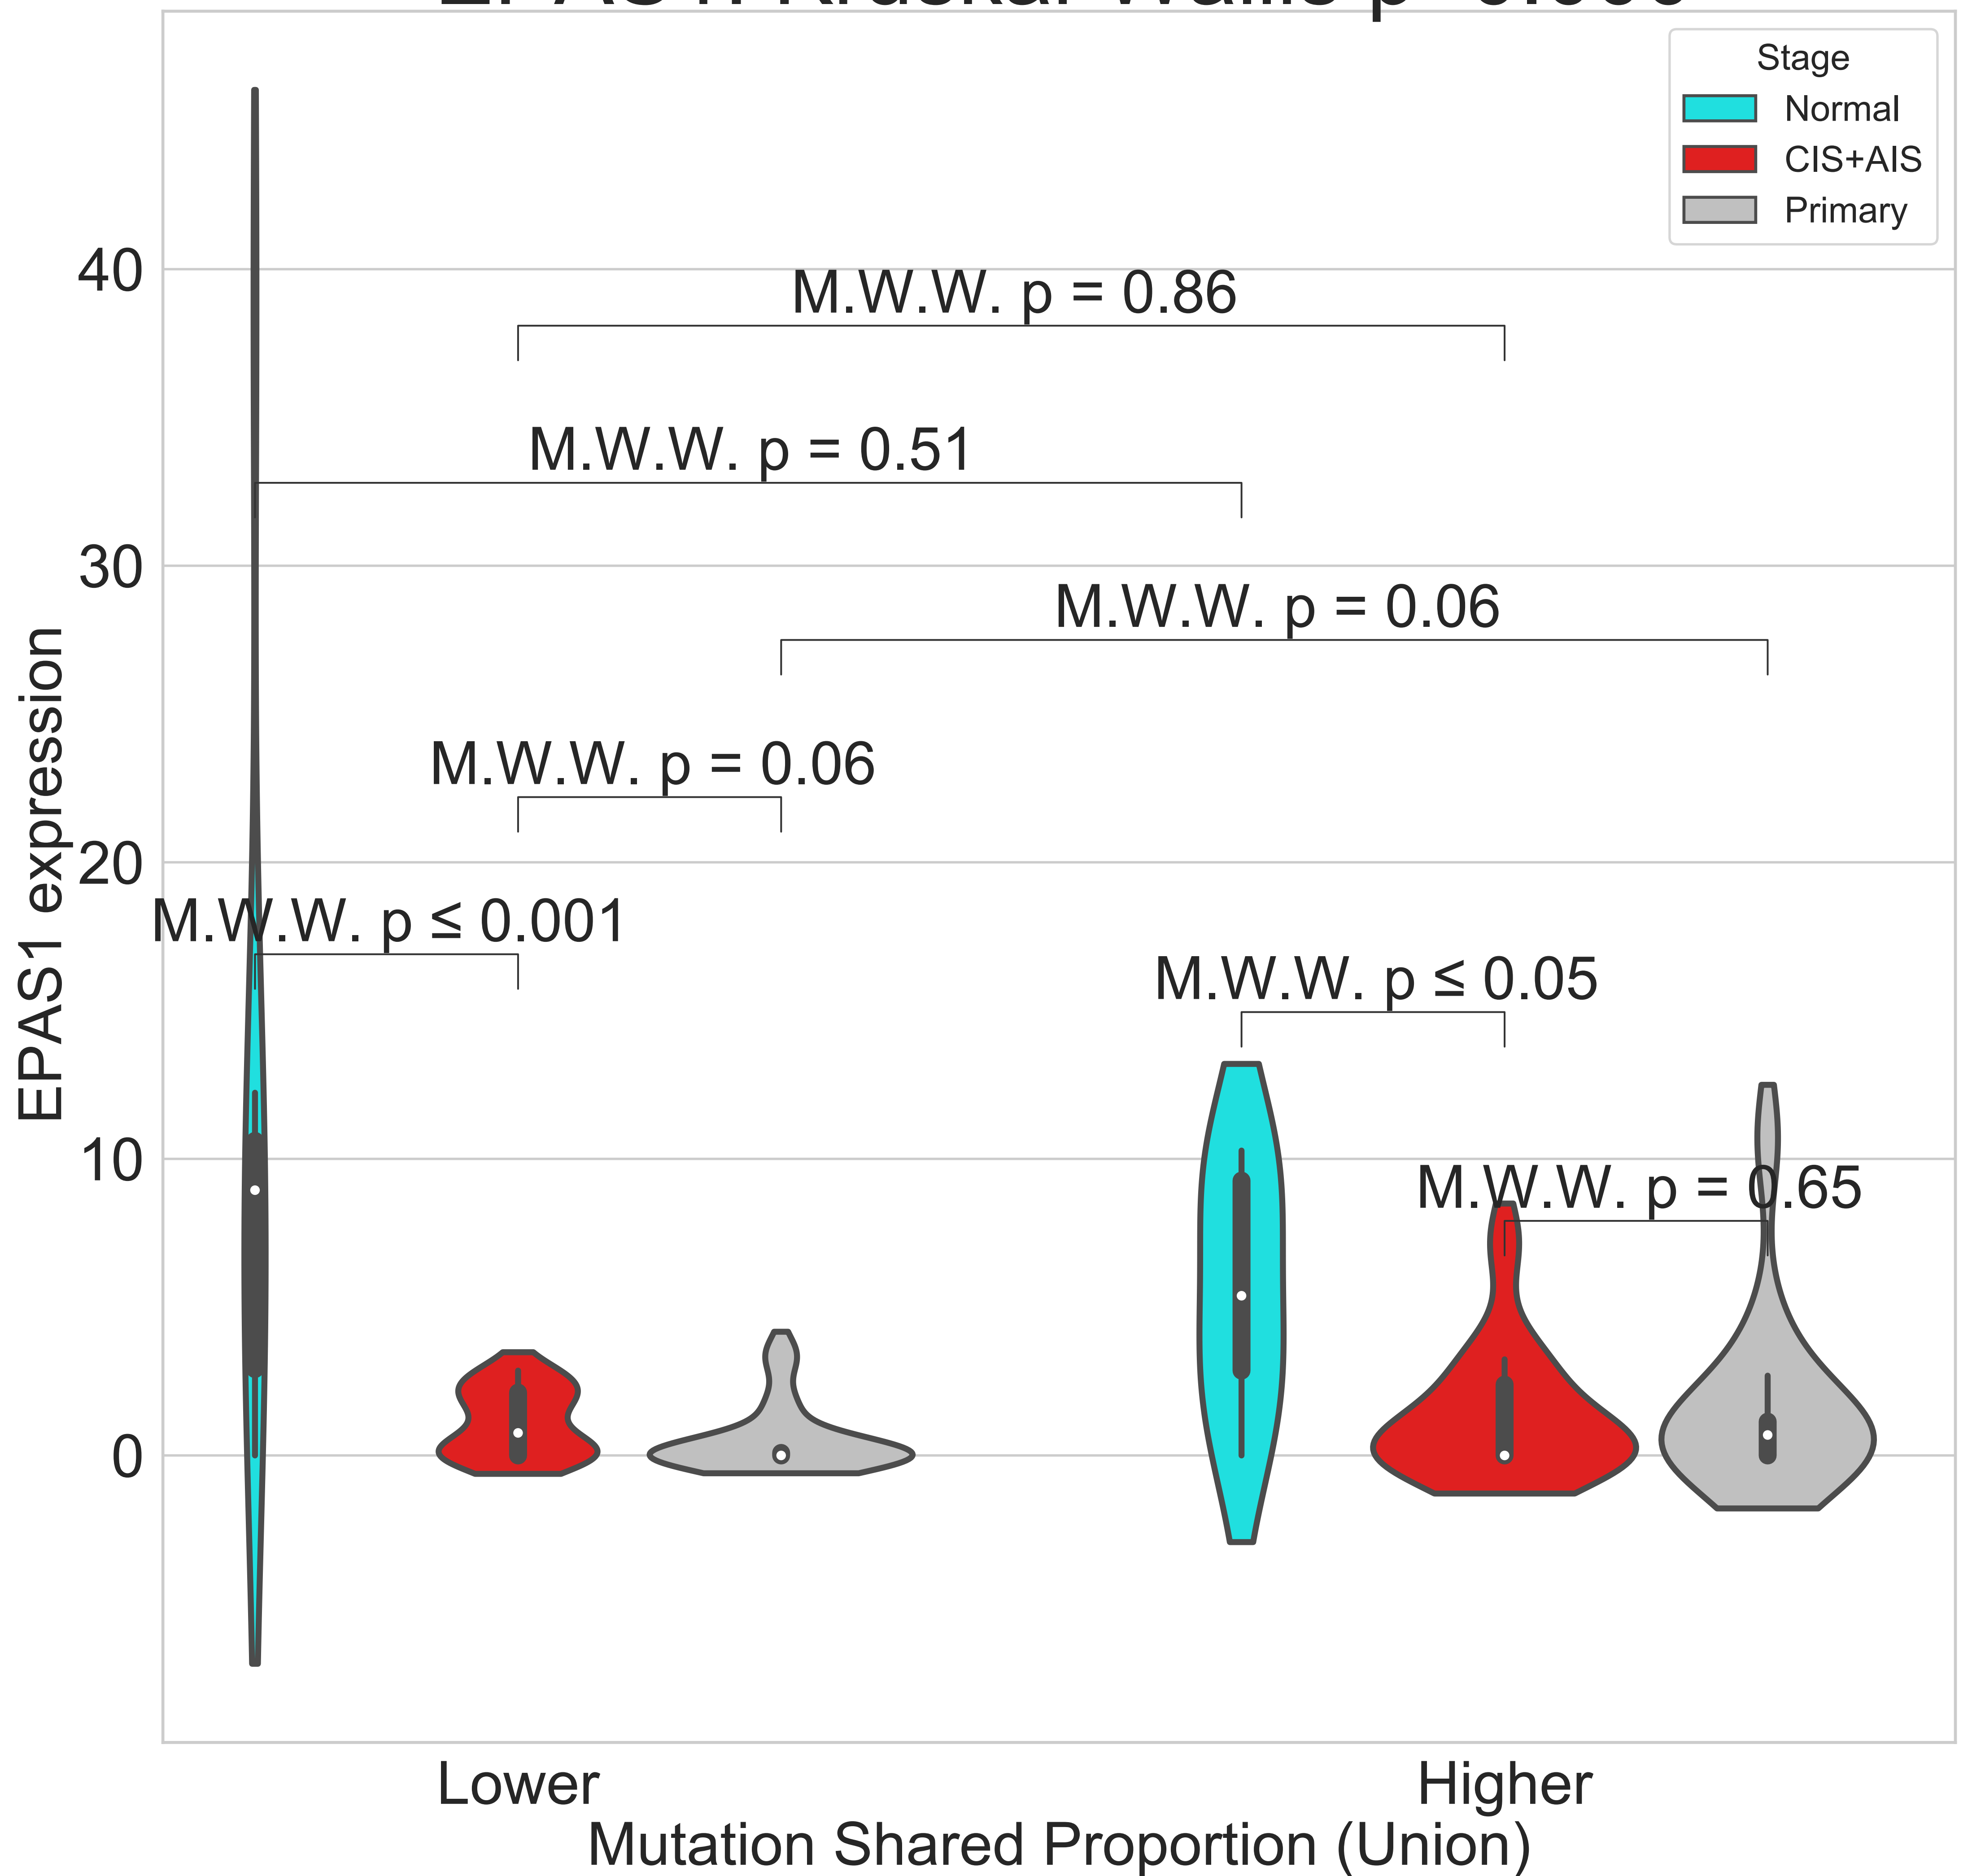 Stage
Normal
CIS+AIS
Primary
40
M.W.W. p = 0.86
M.W.W. p = 0.51
30
M.W.W. p = 0.06
M.W.W. p = 0.06
20
M.W.W. p ≤ 0.001
M.W.W. p ≤ 0.05
10
M.W.W. p = 0.65
0
EPAS1 expression
Lower
Higher
Mutation Shared Proportion (Union)